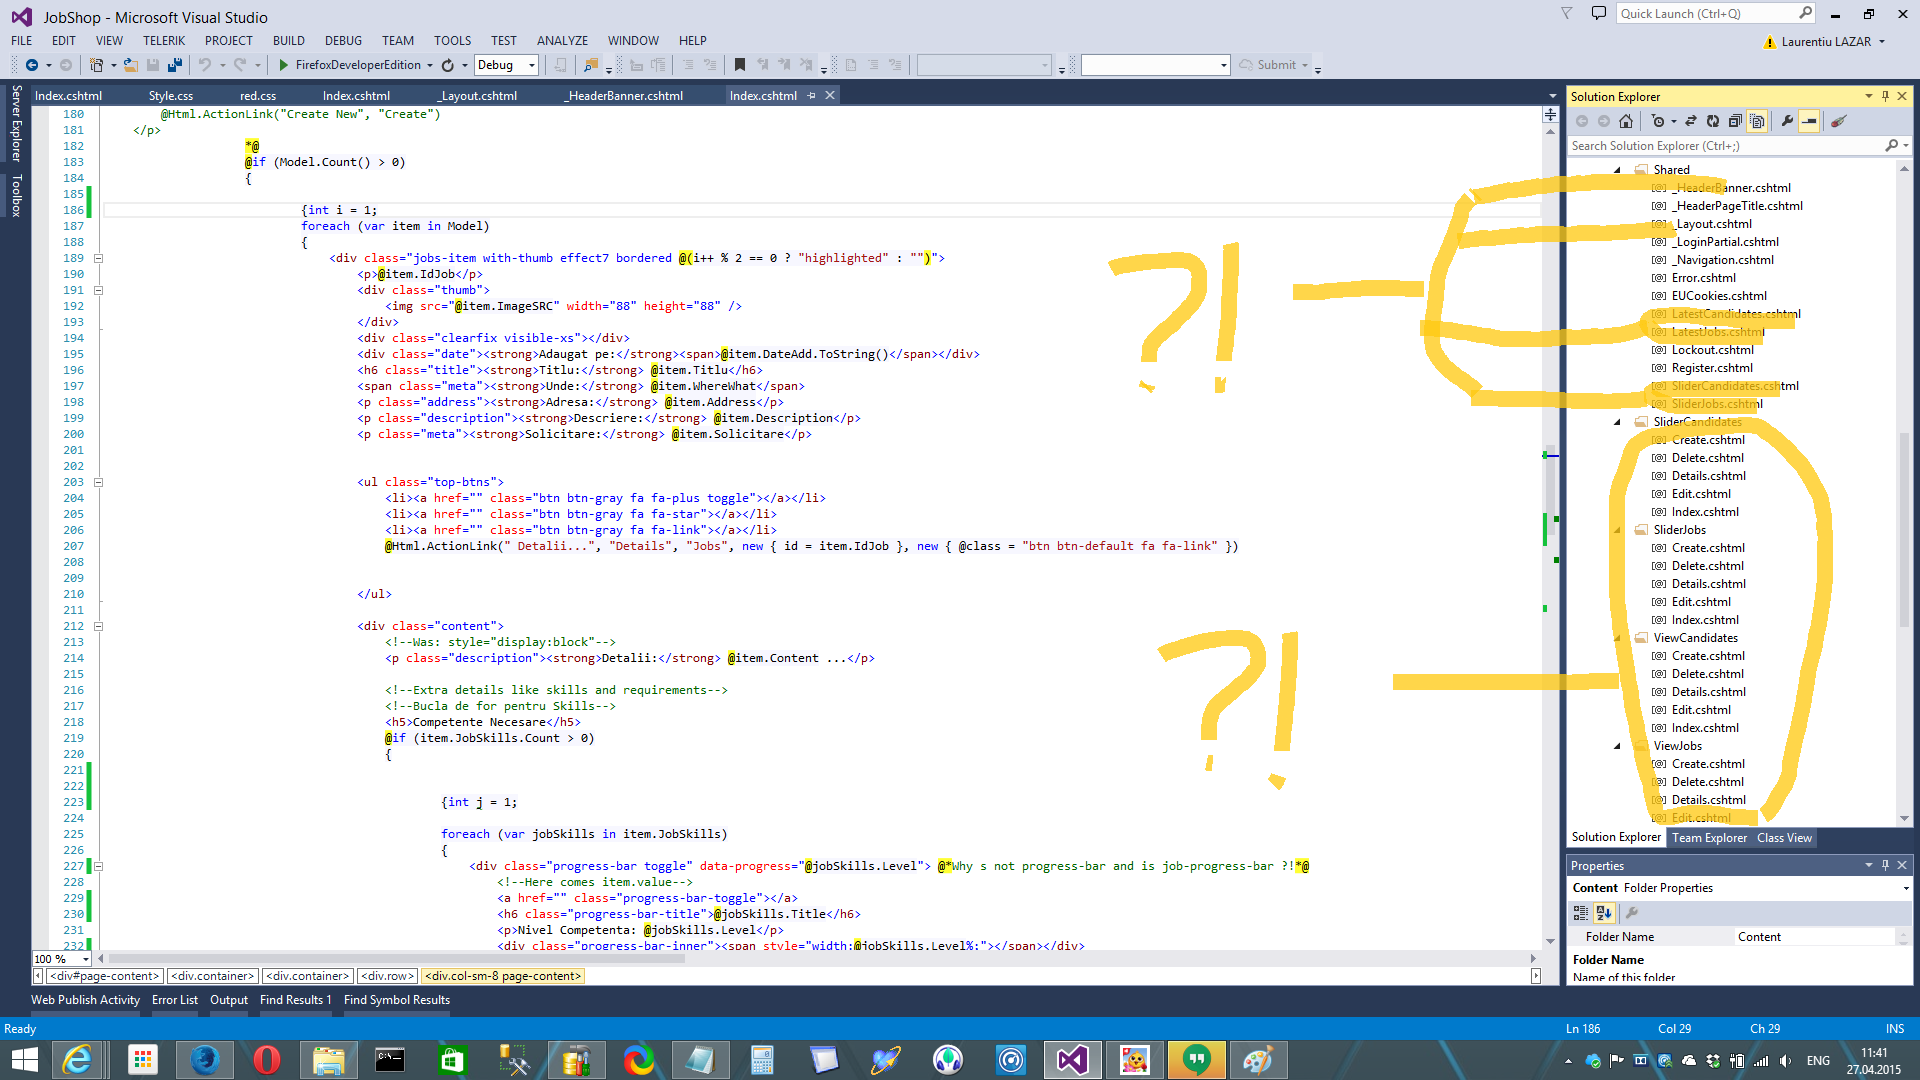 JobShop - Microsoft Visual Studio
Quick Launch (Ctrl+Q)
FILE EDIT VIEW TELERIK PROJECT BUILD DEBUG TEAM TOOLS TEST ANALYZE WINDOW HELP
Laurentiu LAZAR
FirefoxDeveloperEdition Debug Submit
Server Explorer
Toolbox
Index.cshtml Style.css red.css Index.cshtml _Layout.cshtml _HeaderBanner.cshtml Index.cshtml
180 @Html.ActionLink("Create New", "Create")
181 </p>
182 *@
183 @if (Model.Count() > 0)
184 {
185
186 {int i = 1;
187 foreach (var item in Model)
188 {
189 <div class="jobs-item with-thumb effect7 bordered @(i++ % 2 == 0 ? "highlighted" : "")">
190 <p>@item.IdJob</p>
191 <div class="thumb">
192 <img src="@item.ImageSRC" width="88" height="88" />
193 </div>
194 <div class="clearfix visible-xs"></div>
195 <div class="date"><strong>Adaugat pe:</strong><span>@item.DateAdd.ToString()</span></div>
196 <h6 class="title"><strong>Titlu:</strong> @item.Titlu</h6>
197 <span class="meta"><strong>Unde:</strong> @item.WhereWhat</span>
198 <p class="address"><strong>Adresa:</strong> @item.Address</p>
199 <p class="description"><strong>Descriere:</strong> @item.Description</p>
200 <p class="meta"><strong>Solicitare:</strong> @item.Solicitare</p>
201
202
203 <ul class="top-btns">
204 <li><a href="" class="btn btn-gray fa fa-plus toggle"></a></li>
205 <li><a href="" class="btn btn-gray fa fa-star"></a></li>
206 <li><a href="" class="btn btn-gray fa fa-link"></a></li>
207 @Html.ActionLink(" Detalii...", "Details", "Jobs", new { id = item.IdJob }, new { @class = "btn btn-default fa fa-link" })
208
209
210 </ul>
211
212 <div class="content">
213 <!--Was: style="display:block"-->
214 <p class="description"><strong>Detalii:</strong> @item.Content ...</p>
215
216 <!--Extra details like skills and requirements-->
217 <!--Bucla de for pentru Skills-->
218 <h5>Competente Necesare</h5>
219 @if (item.JobSkills.Count > 0)
220 {
221
222
223 {int j = 1;
224
225 foreach (var jobSkills in item.JobSkills)
226 {
227 <div class="progress-bar toggle" data-progress="@jobSkills.Level"> @*Why s not progress-bar and is job-progress-bar ?!*@
228 <!--Here comes item.value-->
229 <a href="" class="progress-bar-toggle"></a>
230 <h6 class="progress-bar-title">@jobSkills.Title</h6>
231 <p>Nivel Competenta: @jobSkills.Level</p>
232 <div class="progress-bar-inner"><span style="width:@jobSkills.Level%;"></span></div>
?!
?!
100 %
<div#page-content> <div.container> <div.container> <div.row> <div.col-sm-8 page-content>
Web Publish Activity Error List Output Find Results 1 Find Symbol Results
Solution Explorer
Search Solution Explorer (Ctrl+;)
Shared
_HeaderBanner.cshtml
_HeaderPageTitle.cshtml
_Layout.cshtml
_LoginPartial.cshtml
_Navigation.cshtml
Error.cshtml
EUCookies.cshtml
LatestCandidates.cshtml
LatestJobs.cshtml
Lockout.cshtml
Register.cshtml
SliderCandidates.cshtml
SliderJobs.cshtml
SliderCandidates
Create.cshtml
Delete.cshtml
Details.cshtml
Edit.cshtml
Index.cshtml
SliderJobs
Create.cshtml
Delete.cshtml
Details.cshtml
Edit.cshtml
Index.cshtml
ViewCandidates
Create.cshtml
Delete.cshtml
Details.cshtml
Edit.cshtml
Index.cshtml
ViewJobs
Create.cshtml
Delete.cshtml
Details.cshtml
Edit.cshtml
Solution Explorer Team Explorer Class View
Properties
Content Folder Properties
Folder Name Content
Folder Name
Name of this folder
Ready Ln 186 Col 29 Ch 29 INS
ENG
11:41
27.04.2015